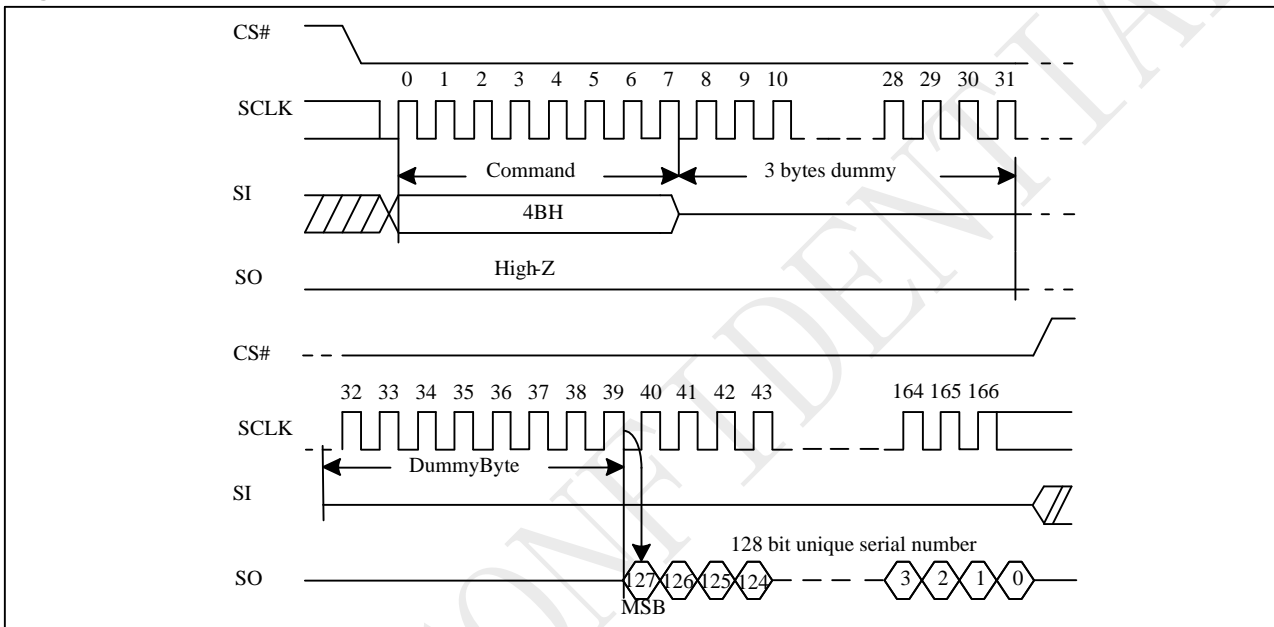 CS#
0 1 2 3 4 5 6 7 8 9 10 28 29 30 31
SCLK
Command 3 bytes dummy
SI
4BH
High-Z
SO
CS#
32 33 34 35 36 37 38 39 40 41 42 43 164 165 166
SCLK
DummyByte
SI
128 bit unique serial number
SO 127 126 125 124 3 2 1 0
MSB
CONFIDENTIAL